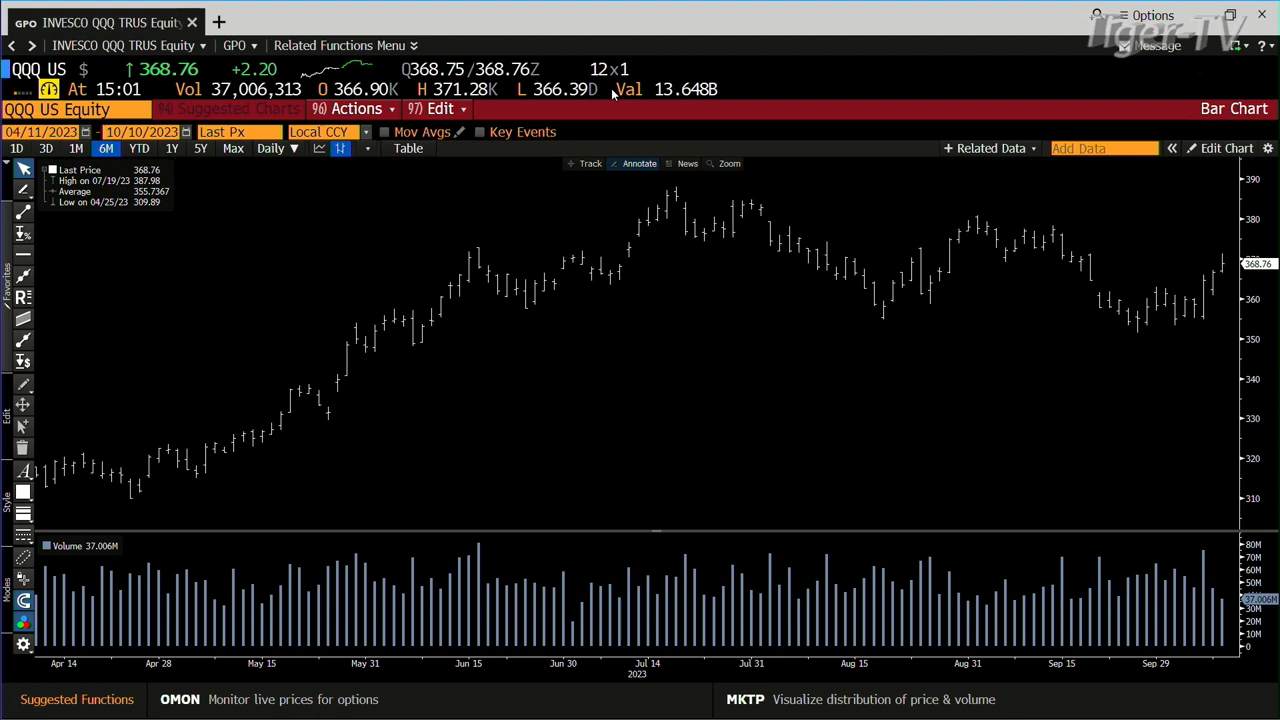 GPO INVESCO QQQ TRUS Equity
Options
Tiger-TV
INVESCO QQQ TRUS Equity GPO Related Functions Menu Message
QQQ US $ ↑ 368.76 +2.20 Q368.75/368.76Z 12x1
At 15:01 Vol 37,006,313 O 366.90K H 371.28K L 366.39D Val 13.648B
QQQ US Equity 94) Suggested Charts 96) Actions 97) Edit Bar Chart
04/11/2023 - 10/10/2023 Last Px Local CCY Mov Avgs Key Events
1D 3D 1M 6M YTD 1Y 5Y Max Daily ▼ Table + Related Data Add Data « Edit Chart
Track Annotate News Zoom
Last Price 368.76
High on 07/19/23 387.98
Average 355.7367
Low on 04/25/23 309.89
390
380
368.76
360
350
340
330
320
310
Favorites
Edit
Style
Modes
Volume 37.006M
80M
70M
60M
50M
37.006M
30M
20M
10M
0
Apr 14 Apr 28 May 15 May 31 Jun 15 Jun 30 Jul 14 Jul 31 Aug 15 Aug 31 Sep 15 Sep 29
2023
Suggested Functions OMON Monitor live prices for options MKTP Visualize distribution of price & volume